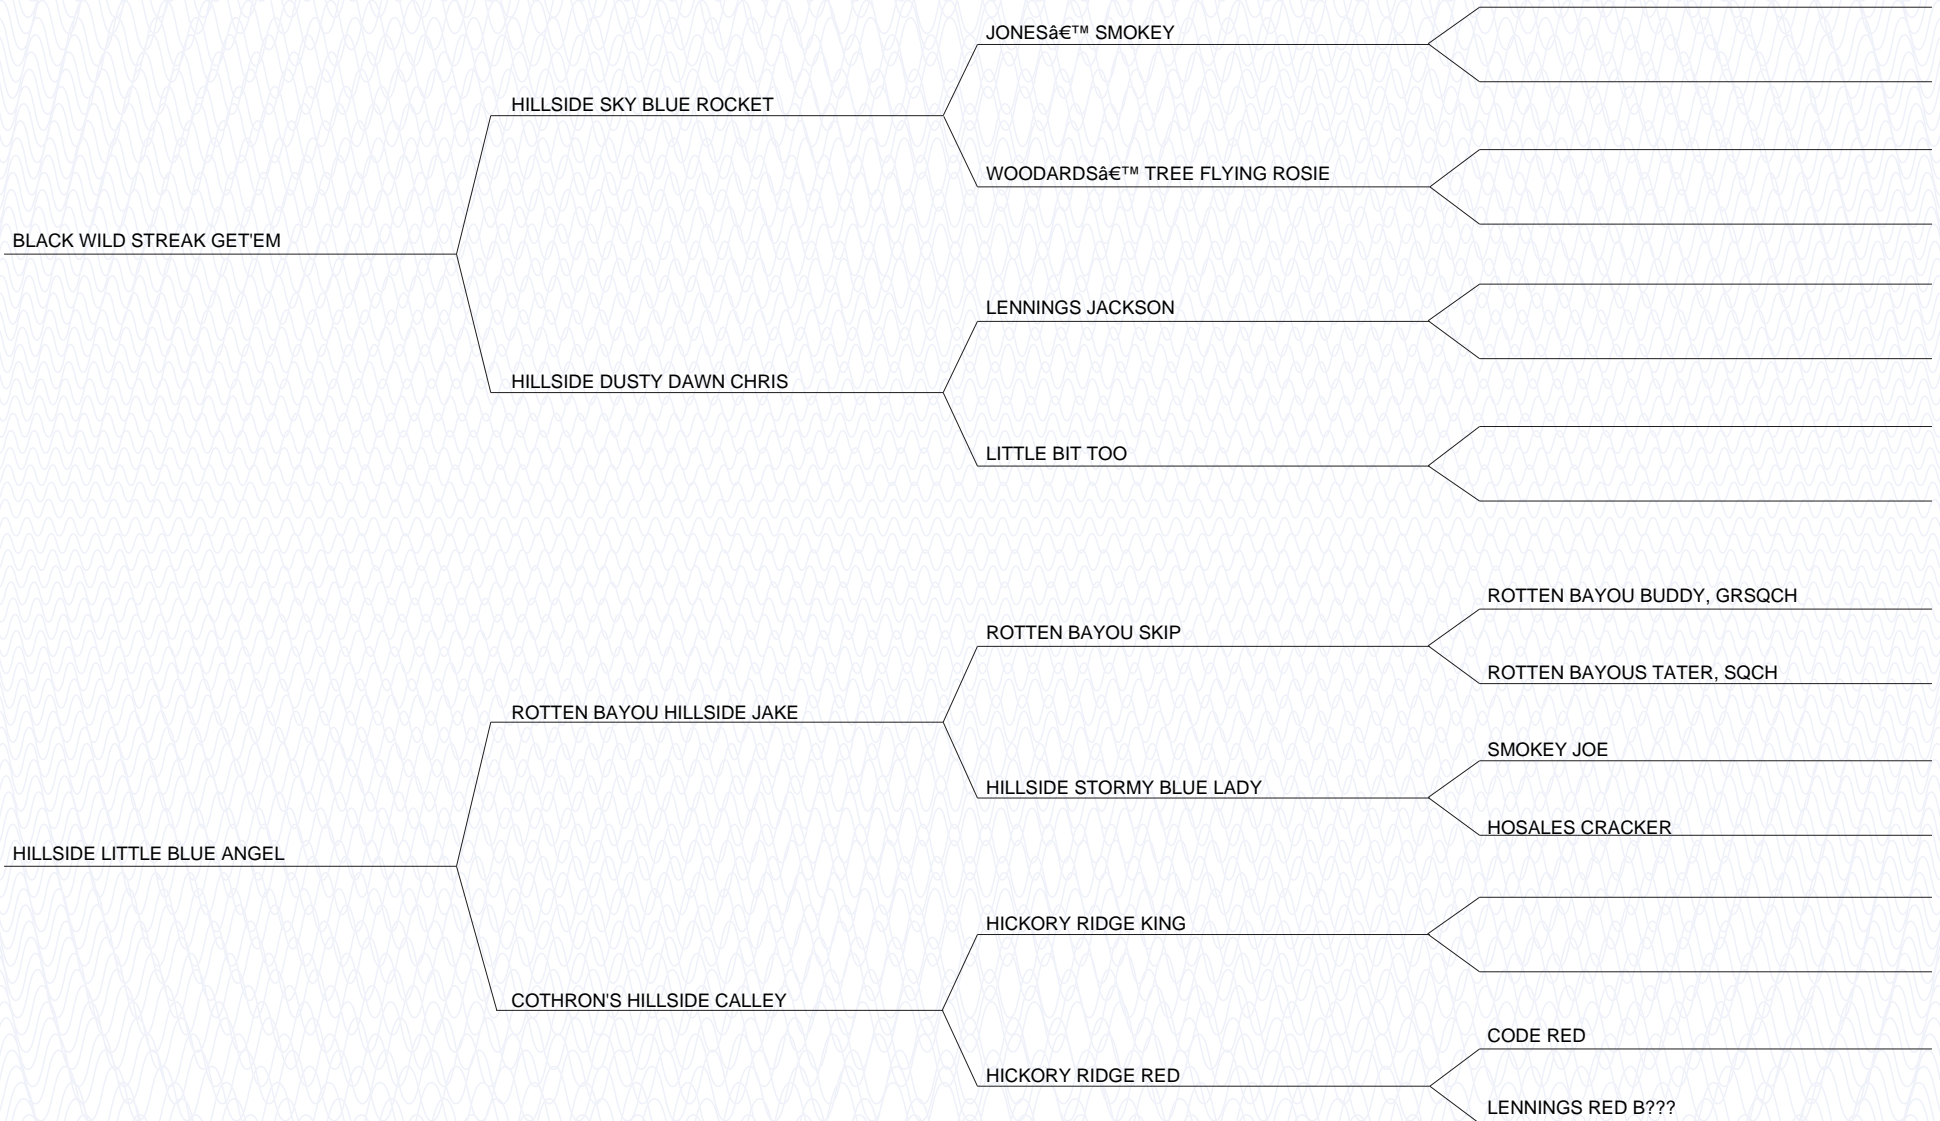 JONESâ€™ SMOKEY
HILLSIDE SKY BLUE ROCKET
WOODARDSâ€™ TREE FLYING ROSIE
BLACK WILD STREAK GET'EM
LENNINGS JACKSON
HILLSIDE DUSTY DAWN CHRIS
LITTLE BIT TOO
ROTTEN BAYOU BUDDY, GRSQCH
ROTTEN BAYOU SKIP
ROTTEN BAYOUS TATER, SQCH
ROTTEN BAYOU HILLSIDE JAKE
SMOKEY JOE
HILLSIDE STORMY BLUE LADY
HOSALES CRACKER
HILLSIDE LITTLE BLUE ANGEL
HICKORY RIDGE KING
COTHRON'S HILLSIDE CALLEY
CODE RED
HICKORY RIDGE RED
LENNINGS RED B???